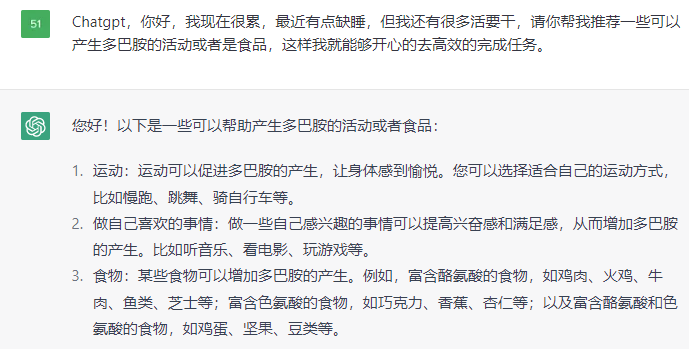 51
Chatgpt，你好，我现在很累，最近有点缺睡，但我还有很多活要干，请你帮我推荐一些可以
产生多巴胺的活动或者是食品，这样我就能够开心的去高效的完成任务。
您好！以下是一些可以帮助产生多巴胺的活动或者食品：
1. 运动：运动可以促进多巴胺的产生，让身体感到愉悦。您可以选择适合自己的运动方式，
比如慢跑、跳舞、骑自行车等。
2. 做自己喜欢的事情：做一些自己感兴趣的事情可以提高兴奋感和满足感，从而增加多巴胺
的产生。比如听音乐、看电影、玩游戏等。
3. 食物：某些食物可以增加多巴胺的产生。例如，富含酪氨酸的食物，如鸡肉、火鸡、牛
肉、鱼类、芝士等；富含色氨酸的食物，如巧克力、香蕉、杏仁等；以及富含酪氨酸和色
氨酸的食物，如鸡蛋、坚果、豆类等。